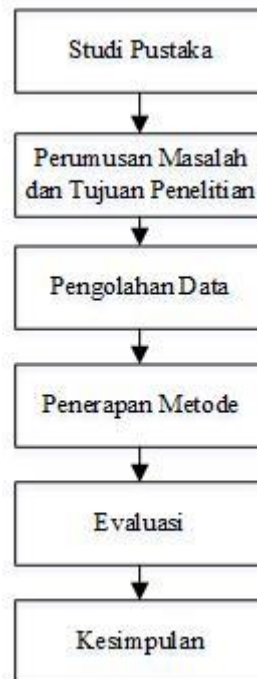 Studi Pustaka
Perumusan Masalah
dan Tujuan Penelitian
Pengolahan Data
Penerapan Metode
Evaluasi
Kesimpulan